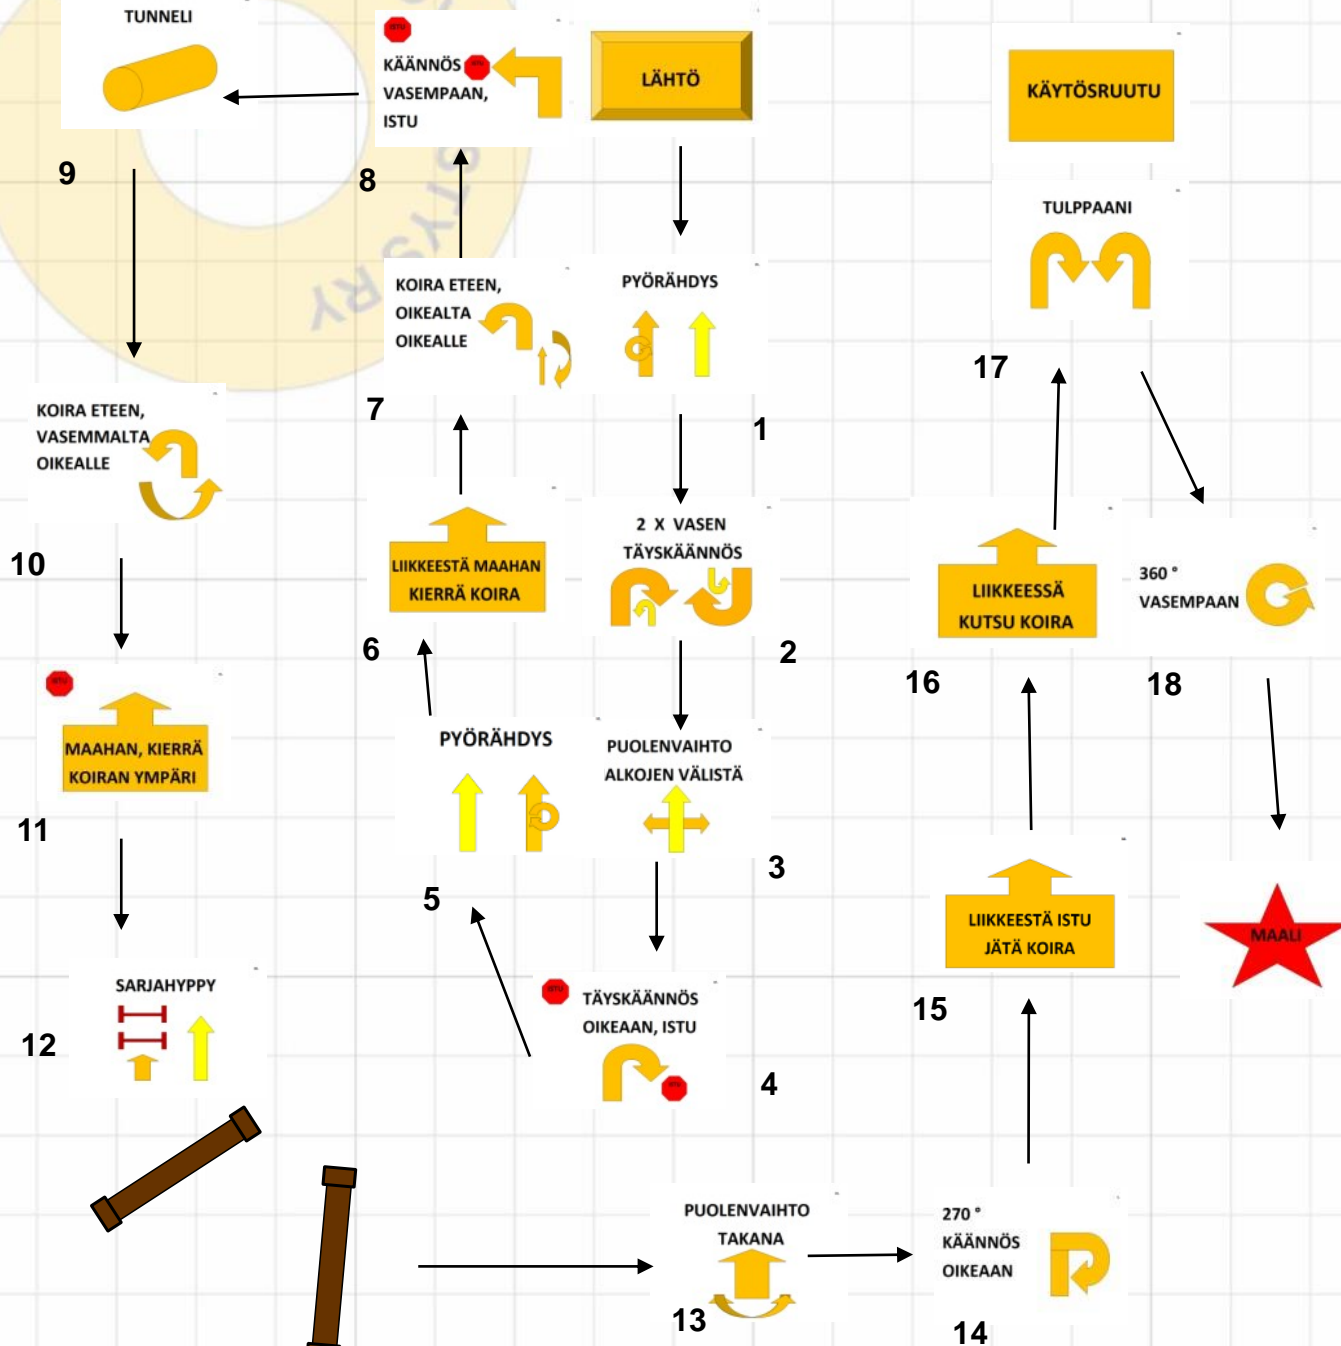 LÄHTÖ
PYÖRÄHDYS
1
2 X VASEN
TÄYSKÄÄNNÖS
2
PUOLENVAIHTO
ALKOJEN VÄLISTÄ
3
TÄYSKÄÄNNÖS
OIKEAAN, ISTU
4
PYÖRÄHDYS
5
LIIKKEESTÄ MAAHAN
KIERRÄ KOIRA
6
KOIRA ETEEN,
OIKEALTA
OIKEALLE
7
ISTU
KÄÄNNÖS
VASEMPAAN,
ISTU
8
TUNNELI
9
KOIRA ETEEN,
VASEMMALTA
OIKEALLE
10
ISTU
MAAHAN, KIERRÄ
KOIRAN YMPÄRI
11
SARJAHYPPY
12
PUOLENVAIHTO
TAKANA
13
270 °
KÄÄNNÖS
OIKEAAN
14
LIIKKEESTÄ ISTU
JÄTÄ KOIRA
15
LIIKKEESSÄ
KUTSU KOIRA
16
TULPPAANI
17
360 °
VASEMPAAN
18
MAALI
KÄYTÖSRUUTU